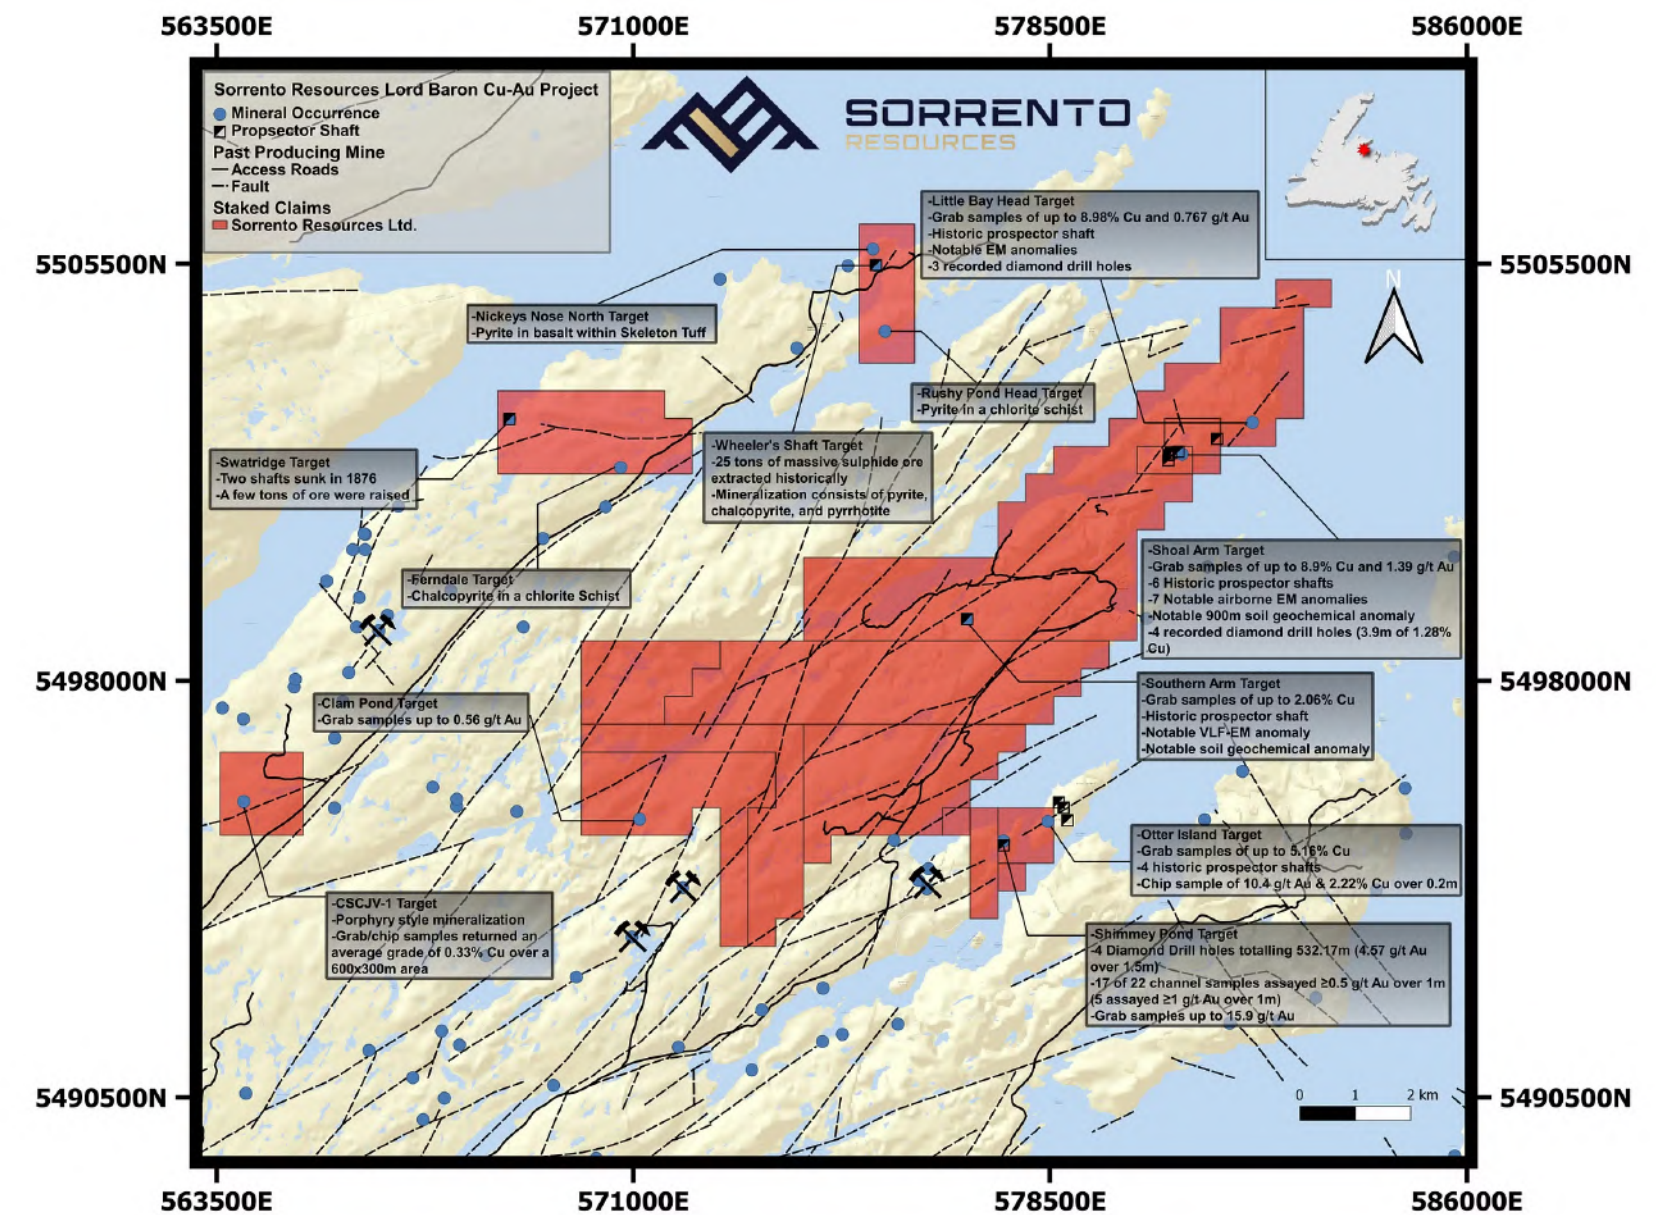 563500E
571000E
578500E
586000E
Sorrento Resources Lord Baron Cu-Au Project
Mineral Occurrence
Propsector Shaft
Past Producing Mine
Access Roads
Fault
Staked Claims
Sorrento Resources Ltd.
SORRENTO
RESOURCES
-Little Bay Head Target
-Grab samples of up to 8.98% Cu and 0.767 g/t Au
-Historic prospector shaft
-Notable EM anomalies
-3 recorded diamond drill holes
5505500N
5505500N
N
-Nickeys Nose North Target
-Pyrite in basalt within Skeleton Tuff
-Rushy Pond Head Target
-Pyrite in a chlorite schist
-Swatridge Target
-Two shafts sunk in 1876
-A few tons of ore were raised
-Wheeler's Shaft Target
-25 tons of massive sulphide ore
extracted historically
-Mineralization consists of pyrite,
chalcopyrite, and pyrrhotite
-Ferndale Target
-Chalcopyrite in a chlorite Schist
-Shoal Arm Target
-Grab samples of up to 8.9% Cu and 1.39 g/t Au
-6 Historic prospector shafts
-7 Notable airborne EM anomalies
-Notable 900m soil geochemical anomaly
-4 recorded diamond drill holes (3.9m of 1.28%
Cu)
5498000N
5498000N
-Clam Pond Target
-Grab samples up to 0.56 g/t Au
-Southern Arm Target
-Grab samples of up to 2.06% Cu
-Historic prospector shaft
-Notable VLF-EM anomaly
-Notable soil geochemical anomaly
-Otter Island Target
-Grab samples of up to 5.16% Cu
-4 historic prospector shafts
-Chip sample of 10.4 g/t Au & 2.22% Cu over 0.2m
-CSCJV-1 Target
-Porphyry style mineralization
-Grab/chip samples returned an
average grade of 0.33% Cu over a
600x300m area
-Shimmey Pond Target
-4 Diamond Drill holes totalling 532.17m (4.57 g/t Au
over 1.5m)
-17 of 22 channel samples assayed ≥0.5 g/t Au over 1m
(5 assayed ≥1 g/t Au over 1m)
-Grab samples up to 15.9 g/t Au
0 1 2 km
5490500N
5490500N
563500E
571000E
578500E
586000E